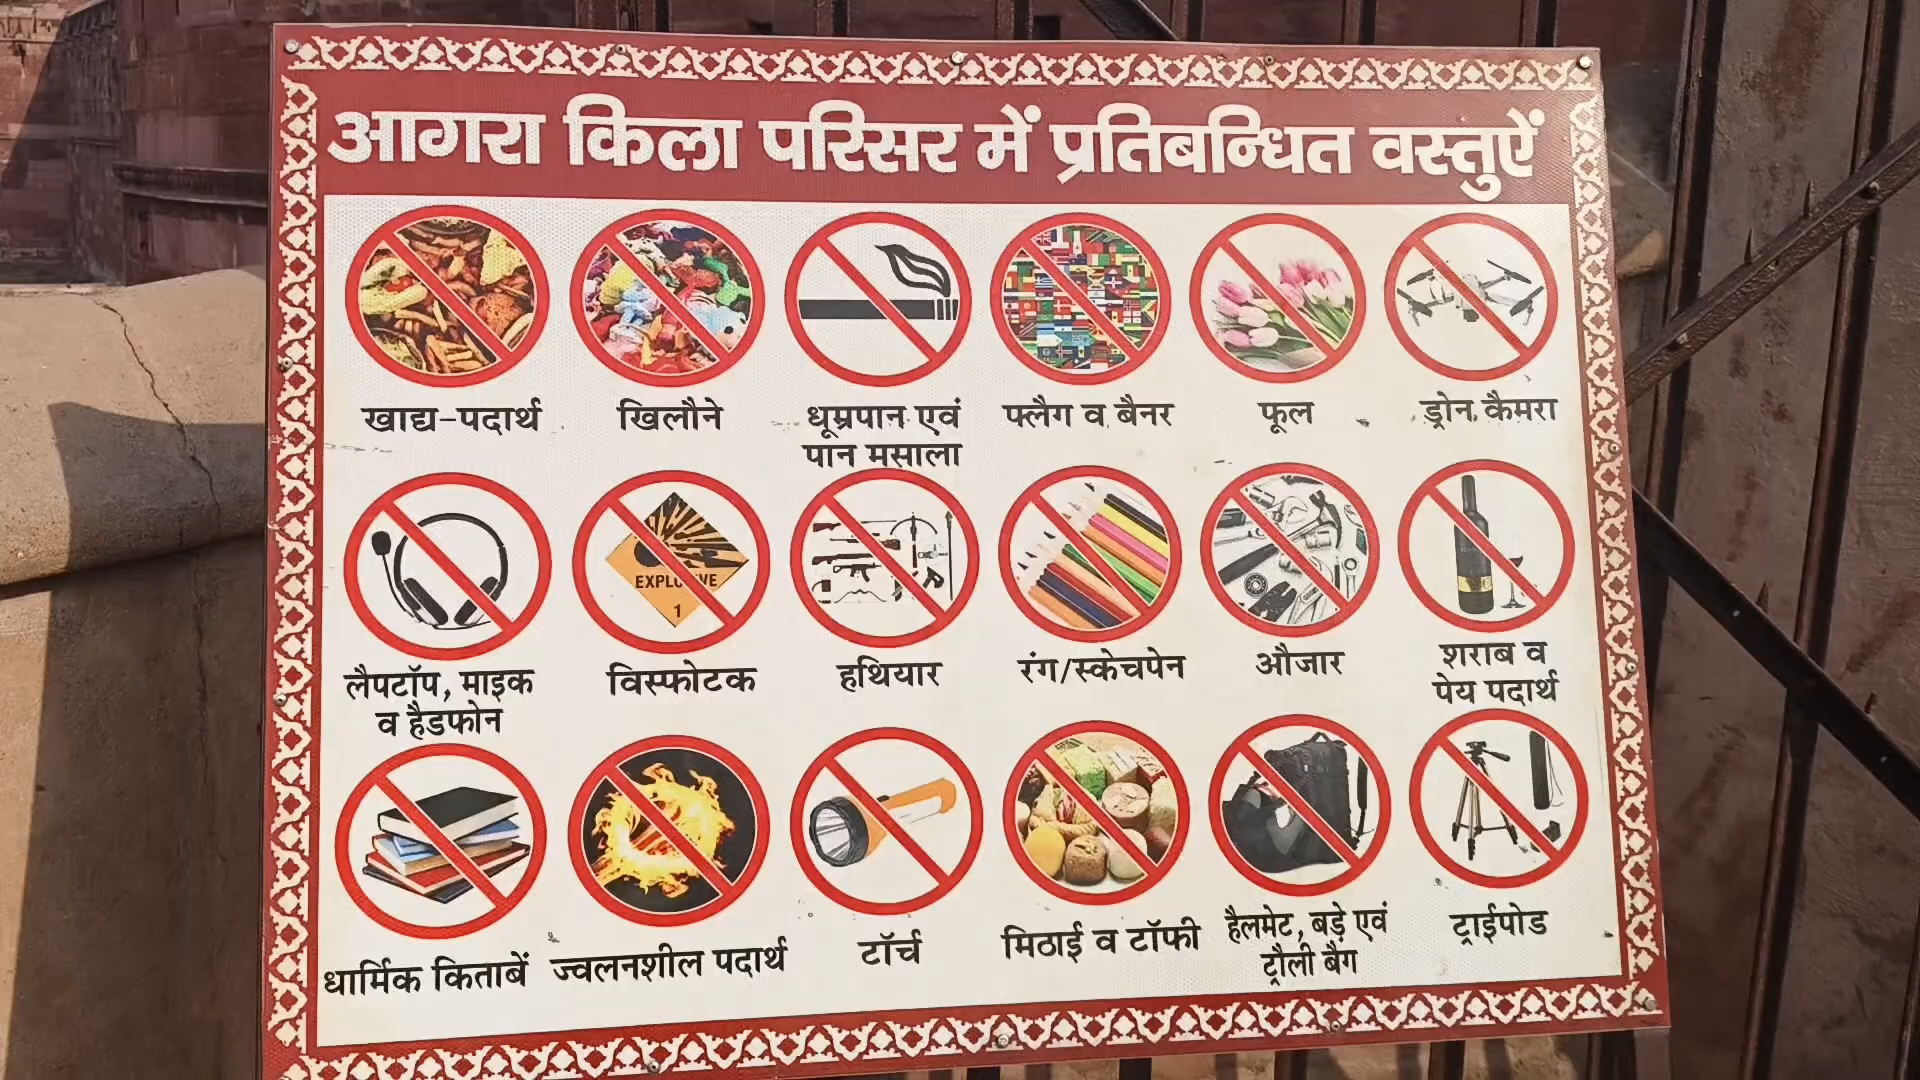 आगरा किला परिसर में प्रतिबन्धित वस्तुऐं
खाद्य-पदार्थ
खिलौने
धूम्रपान एवं
पान मसाला
फ्लैग व बैनर
फूल
ड्रोन कैमरा
EXPLOSIVE
1
लैपटॉप, माइक
व हैडफोन
विस्फोटक
हथियार
रंग/स्केचपेन
औजार
शराब व
पेय पदार्थ
धार्मिक किताबें
ज्वलनशील पदार्थ
टॉर्च
मिठाई व टॉफी
हैलमेट, बड़े एवं
ट्रौली बैग
ट्राईपोड